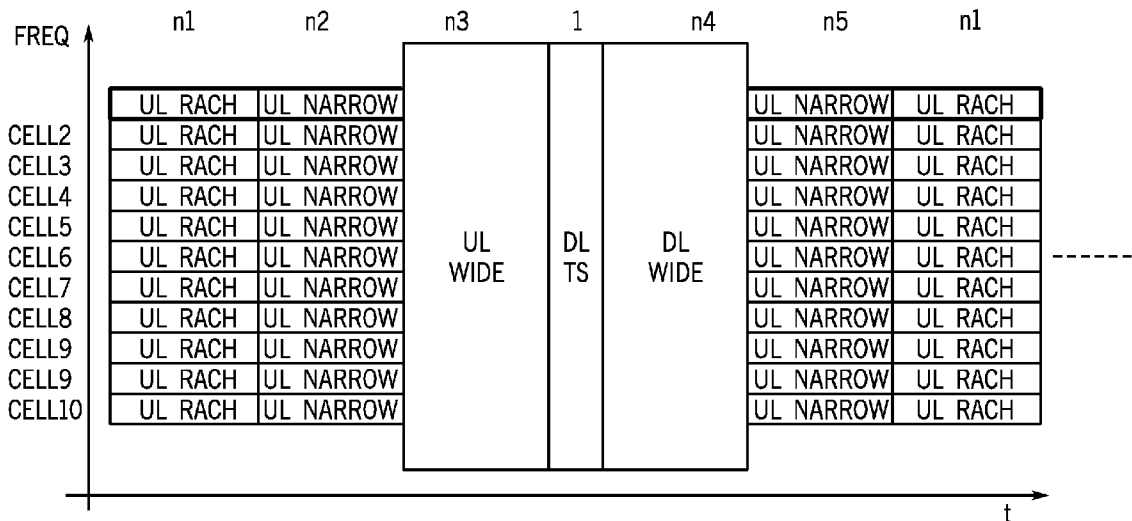 FREQ n1 n2 n3 1 n4 n5 n1
UL RACH UL NARROW UL NARROW UL RACH
CELL2 UL RACH UL NARROW UL NARROW UL RACH
CELL3 UL RACH UL NARROW UL NARROW UL RACH
CELL4 UL RACH UL NARROW UL NARROW UL RACH
CELL5 UL RACH UL NARROW UL NARROW UL RACH
CELL6 UL RACH UL NARROW UL WIDE DL TS DL WIDE UL NARROW UL RACH
CELL7 UL RACH UL NARROW UL NARROW UL RACH
CELL8 UL RACH UL NARROW UL NARROW UL RACH
CELL9 UL RACH UL NARROW UL NARROW UL RACH
CELL9 UL RACH UL NARROW UL NARROW UL RACH
CELL10 UL RACH UL NARROW UL NARROW UL RACH
t